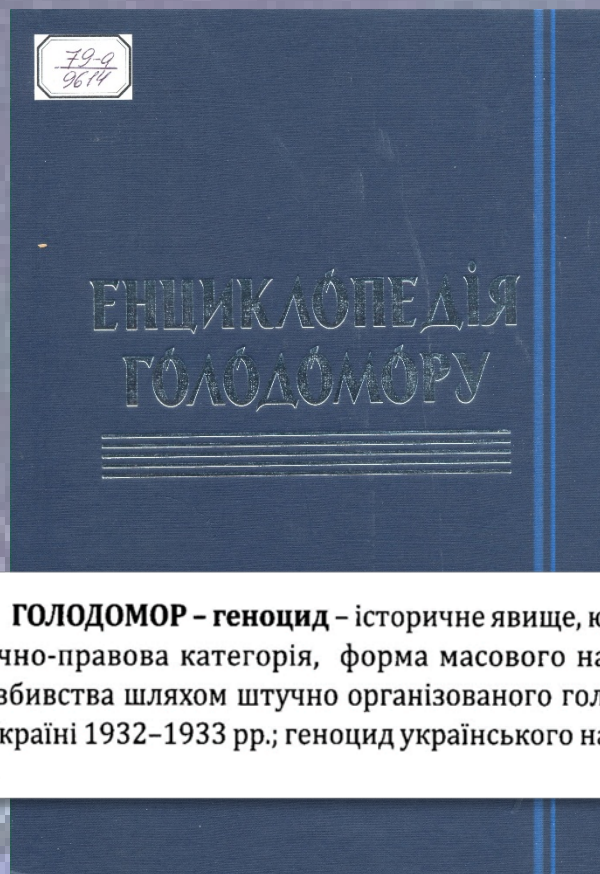 79-а
9614
ЕНЦИКЛОПЕДІЯ
ГОЛОДОМОРУ
ГОЛОДОМОР – геноцид – історичне явище, ю
чно-правова категорія, форма масового на
вбивства шляхом штучно організованого гол
країні 1932–1933 рр.; геноцид українського на